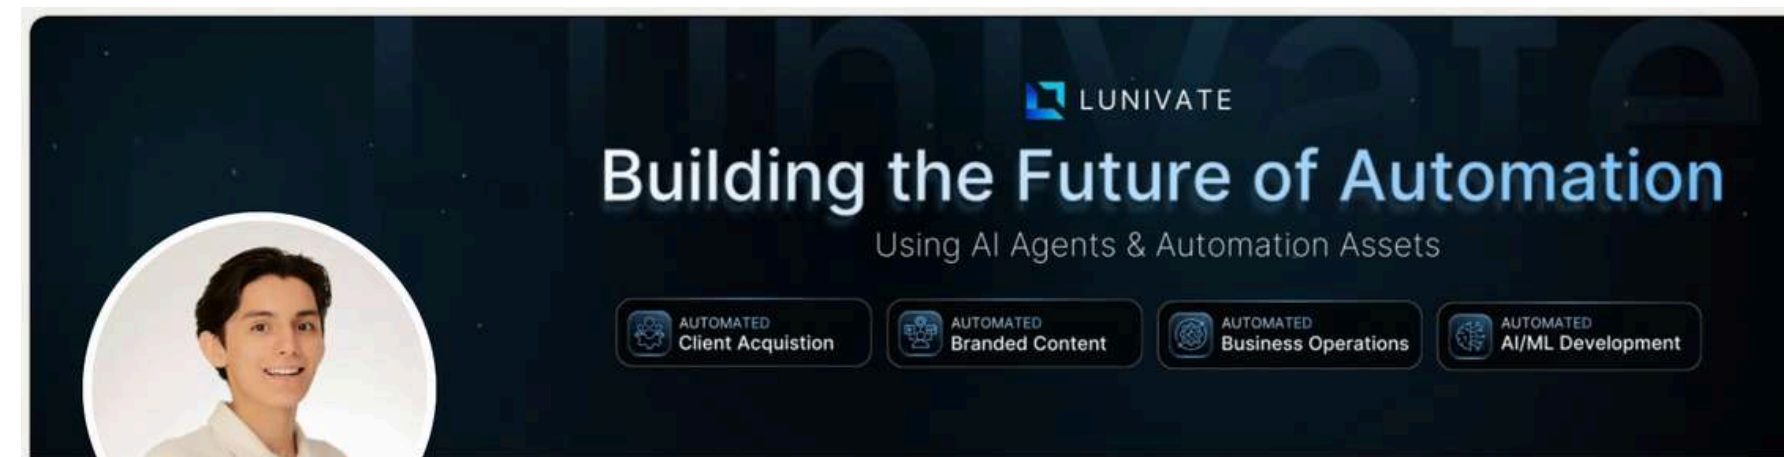 Lunivate
LUNIVATE
Building the Future of Automation
Using AI Agents & Automation Assets
AUTOMATED
Client Acquistion
AUTOMATED
Branded Content
AUTOMATED
Business Operations
AUTOMATED
AI/ML Development